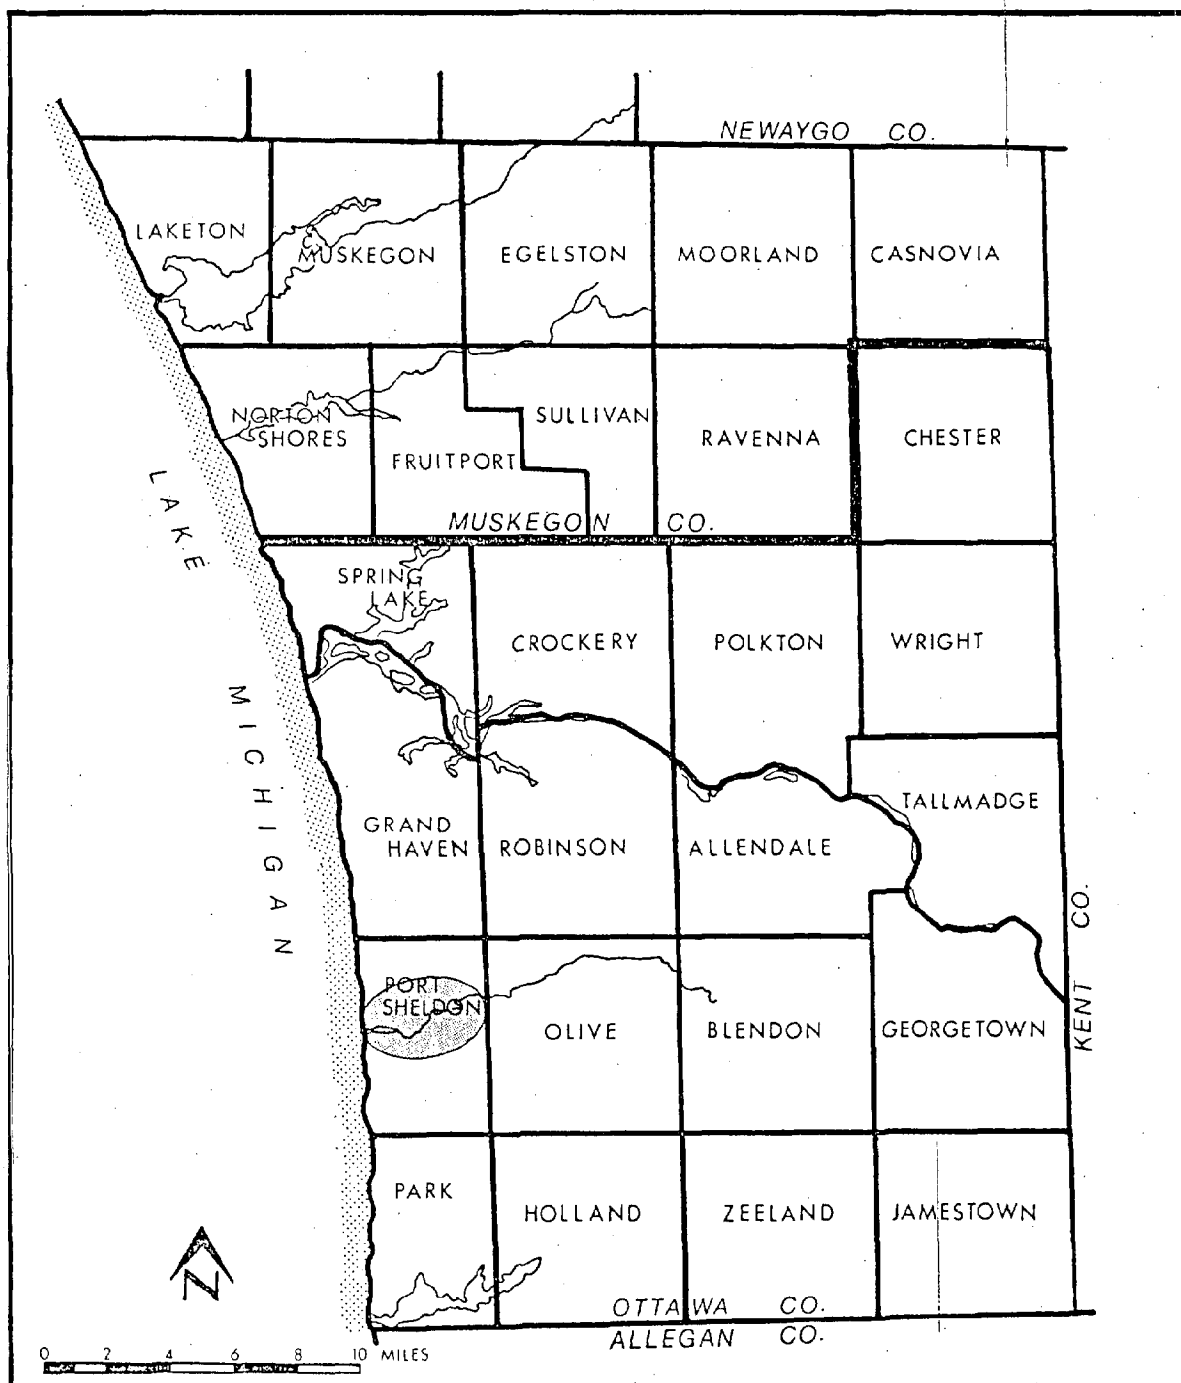 NEWAYGO CO.
LAKETON
MUSKEGON
EGELSTON
MOORLAND
CASNOVIA
NORTON
SHORES
FRUITPORT
SULLIVAN
RAVENNA
CHESTER
MUSKEGON CO.
LAKE MICHIGAN
SPRING
LAKE
CROCKERY
POLKTON
WRIGHT
TALLMADGE
GRAND
HAVEN
ROBINSON
ALLENDALE
KENT CO.
PORT
SHELDON
OLIVE
BLENDON
GEORGETOWN
PARK
HOLLAND
ZEELAND
JAMESTOWN
N
OTTAWA CO.
ALLEGAN CO.
0 2 4 6 8 10 MILES